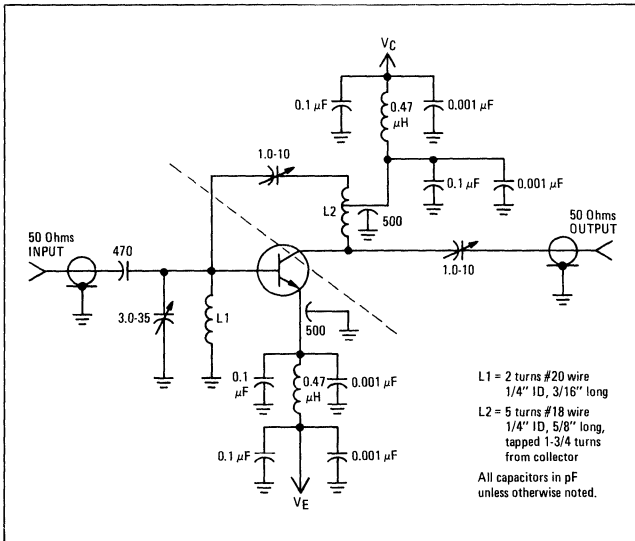 VC
0.1 µF
0.47
µH
0.001 µF
1.0-10
0.1 µF
0.001 µF
L2
500
50 Ohms
INPUT
50 Ohms
OUTPUT
470
1.0-10
3.0-35
L1
500
0.1
µF
0.47
µH
0.001 µF
0.1 µF
0.001 µF
VE
L1 = 2 turns #20 wire
1/4" ID, 3/16" long
L2 = 5 turns #18 wire
1/4" ID, 5/8" long,
tapped 1-3/4 turns
from collector
All capacitors in pF
unless otherwise noted.